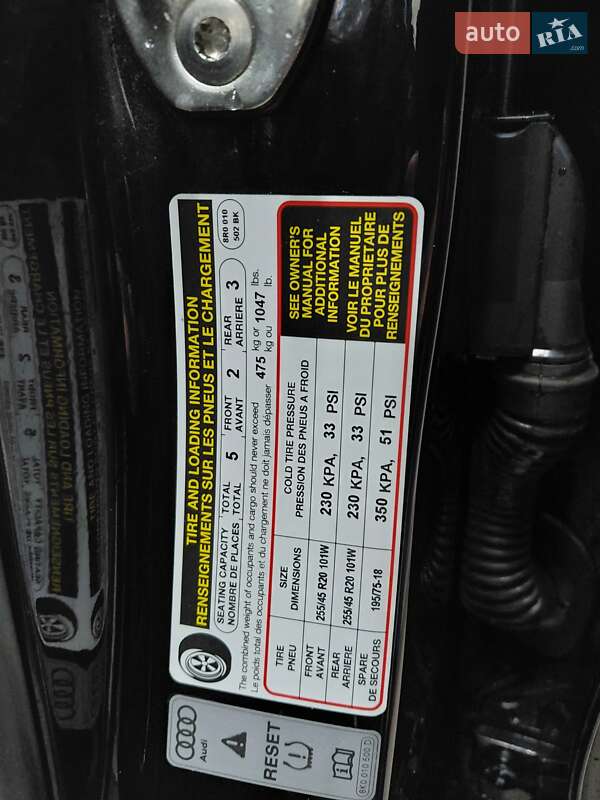 auto RIA
.com
TIRE AND LOADING INFORMATION
RENSEIGNEMENTS SUR LES PNEUS ET LE CHARGEMENT
8R0 010
502 BK
SEATING CAPACITY TOTAL 5 FRONT 2 REAR 3
NOMBRE DE PLACES TOTAL AVANT ARRIERE
The combined weight of occupants and cargo should never exceed 475 kg or 1047 lbs.
Le poids total des occupants et du chargement ne doit jamais dépasser kg ou lb.
TIRE
PNEU
SIZE
DIMENSIONS
COLD TIRE PRESSURE
PRESSION DES PNEUS A FROID
SEE OWNER'S
MANUAL FOR
ADDITIONAL
INFORMATION
VOIR LE MANUEL
DU PROPRIETAIRE
POUR PLUS DE
RENSEIGNEMENTS
FRONT
AVANT
255/45 R20 101W
230 KPA, 33 PSI
REAR
ARRIERE
255/45 R20 101W
230 KPA, 33 PSI
SPARE
DE SECOURS
195/75-18
350 KPA, 51 PSI
Audi
RESET
8K0 010 500 D